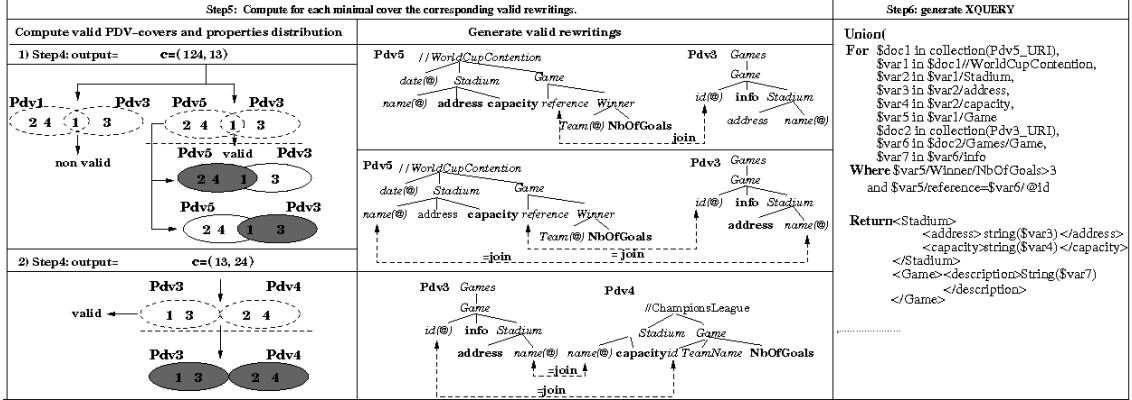 Step5: Compute for each minimal cover the corresponding valid rewritings.
Step6: generate XQUERY
Compute valid PDV-covers and properties distribution
Generate valid rewritings
1) Step4: output= c=(124, 13)
Pdv1 Pdv3 Pdv5 Pdv3
2 4 1 3 2 4 1 3
non valid
valid
Pdv5 Pdv3
2 4 1 3
Pdv5 Pdv3
2 4 1 3
2) Step4: output= c=(13, 24)
Pdv3 Pdv4
valid
1 3 2 4
Pdv3 Pdv4
1 3 2 4
Pdv5 //WorldCupContention
date(@) Stadium Game
name(@) address capacity reference Winner
Team(@) NbOfGoals
Pdv3 Games
Game
id(@) info Stadium
address name(@)
join
Pdv5 //WorldCupContention
date(@) Stadium Game
name(@) address capacity reference Winner
Team(@) NbOfGoals
Pdv3 Games
Game
id(@) info Stadium
address name(@)
=join = join
Pdv3 Games
Game
id(@) info Stadium
address name(@)
Pdv4
//ChampionsLeague
Stadium Game
name(@) capacity id TeamName NbOfGoals
=join
=join
Union(
For $doc1 in collection(Pdv5_URI),
$var1 in $doc1//WorldCupContention,
$var2 in $var1/Stadium,
$var3 in $var2/address,
$var4 in $var2/capacity,
$var5 in $var1/Game
$doc2 in collection(Pdv3_URI),
$var6 in $doc2/Games/Game,
$var7 in $var6/info
Where $var5/Winner/NbOfGoals>3
and $var5/reference=$var6/@id
Return<Stadium>
<address>string($var3)</address>
<capacity>string($var4)</capacity>
</Stadium>
<Game><description>String($var7)
</description>
</Game>
,....................